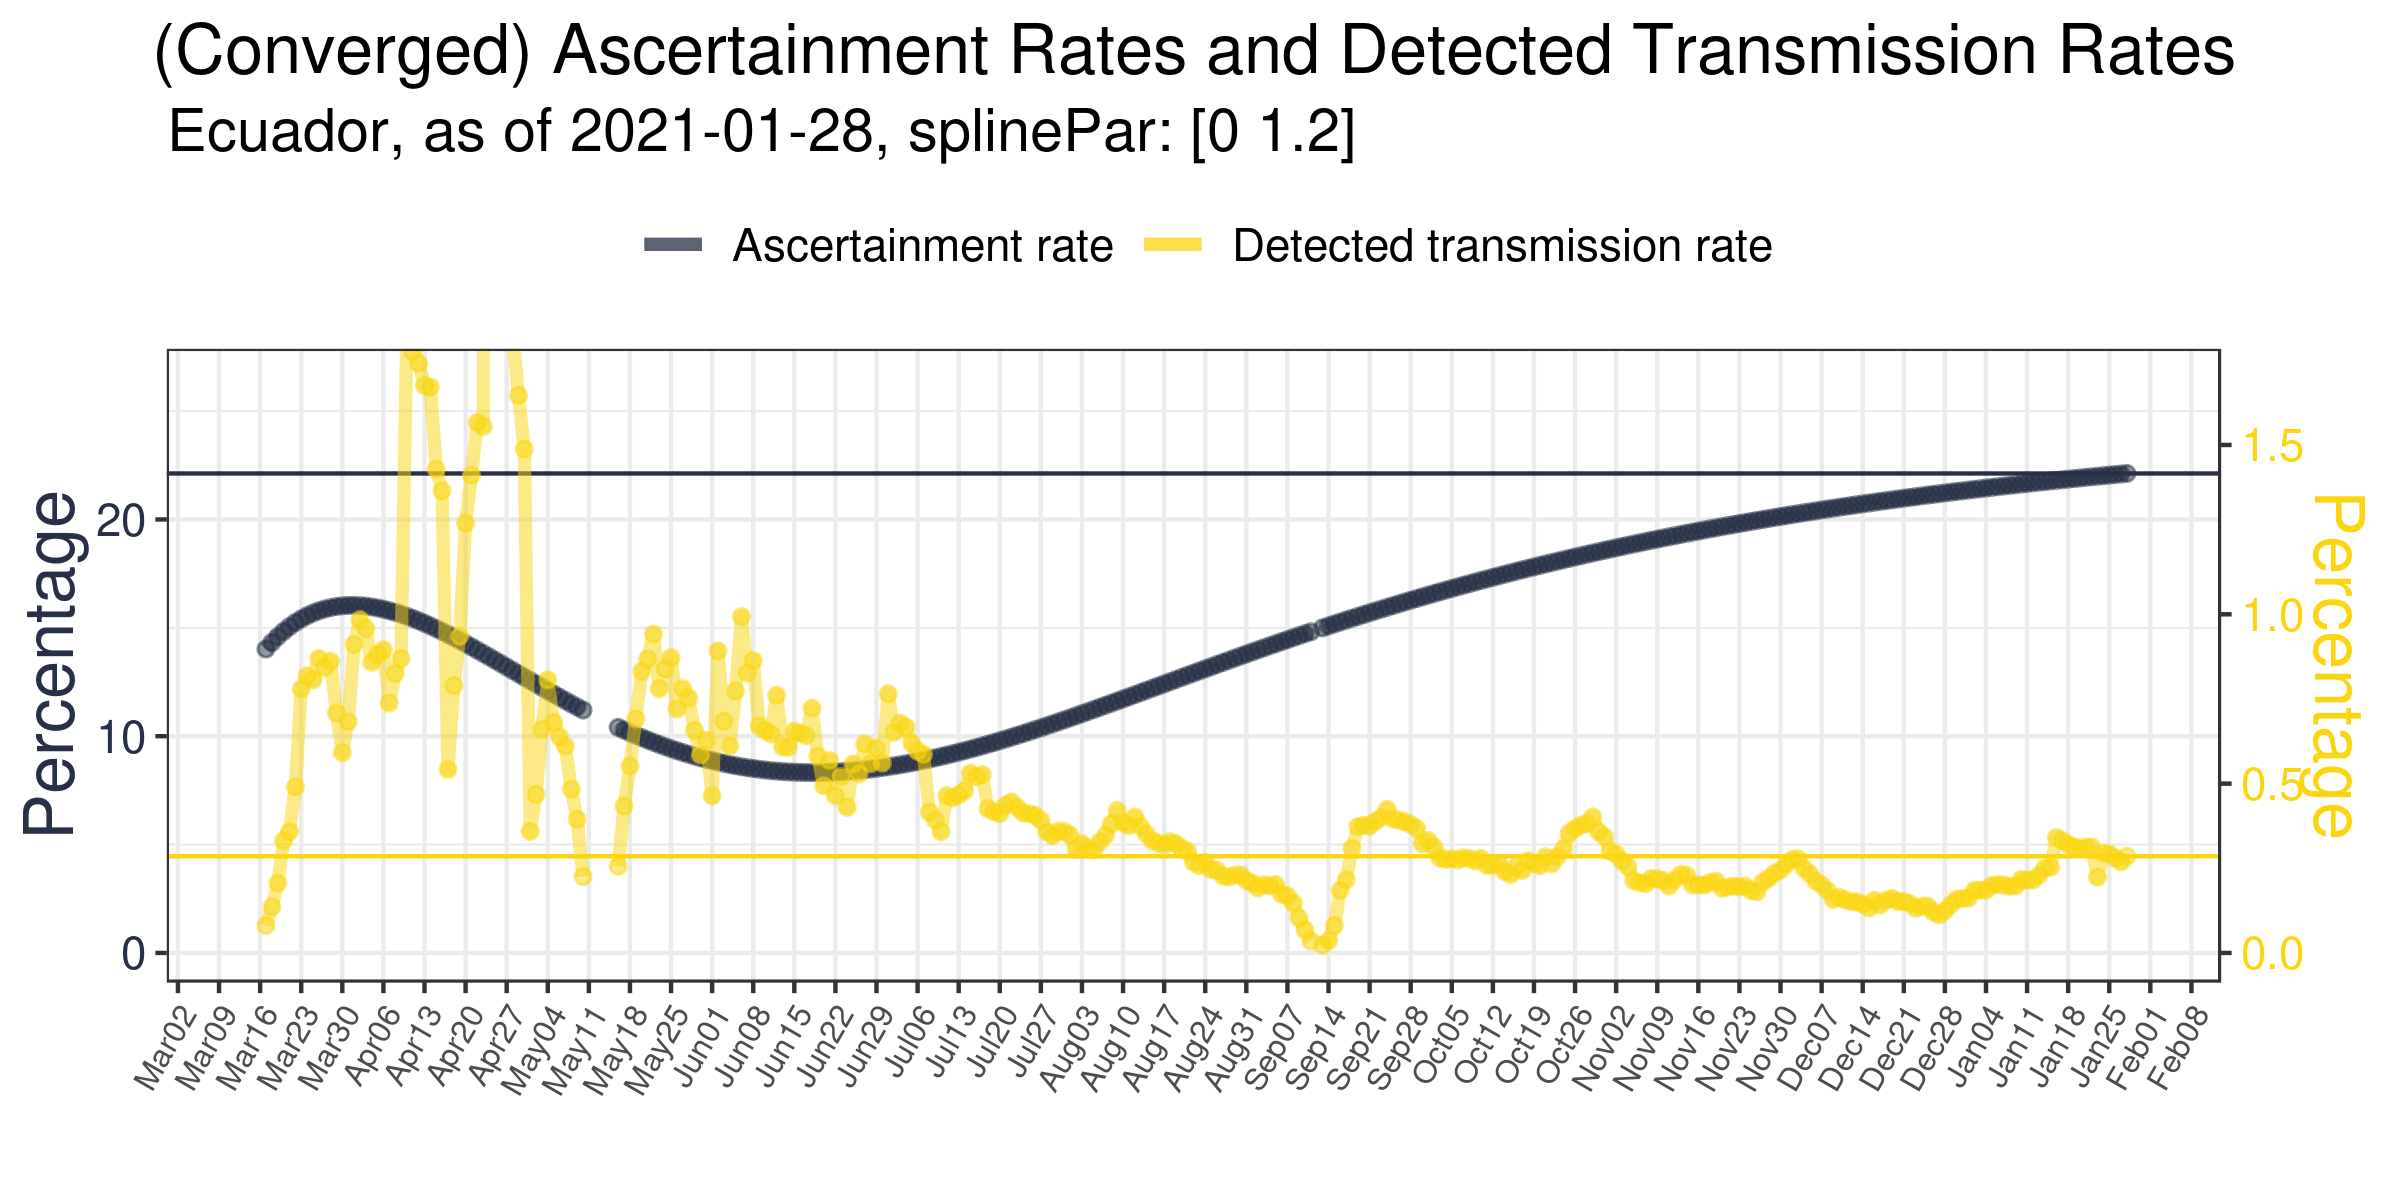 (Converged) Ascertainment Rates and Detected Transmission Rates
Ecuador, as of 2021-01-28, splinePar: [0 1.2]
Ascertainment rate Detected transmission rate
Percentage
20
10
0
1.5
1.0
0.5
0.0
Percentage
Mar02 Mar09 Mar16 Mar23 Mar30 Apr06 Apr13 Apr20 Apr27 May04 May11 May18 May25 Jun01 Jun08 Jun15 Jun22 Jun29 Jul06 Jul13 Jul20 Jul27 Aug03 Aug10 Aug17 Aug24 Aug31 Sep07 Sep14 Sep21 Sep28 Oct05 Oct12 Oct19 Oct26 Nov02 Nov09 Nov16 Nov23 Nov30 Dec07 Dec14 Dec21 Dec28 Jan04 Jan11 Jan18 Jan25 Feb01 Feb08